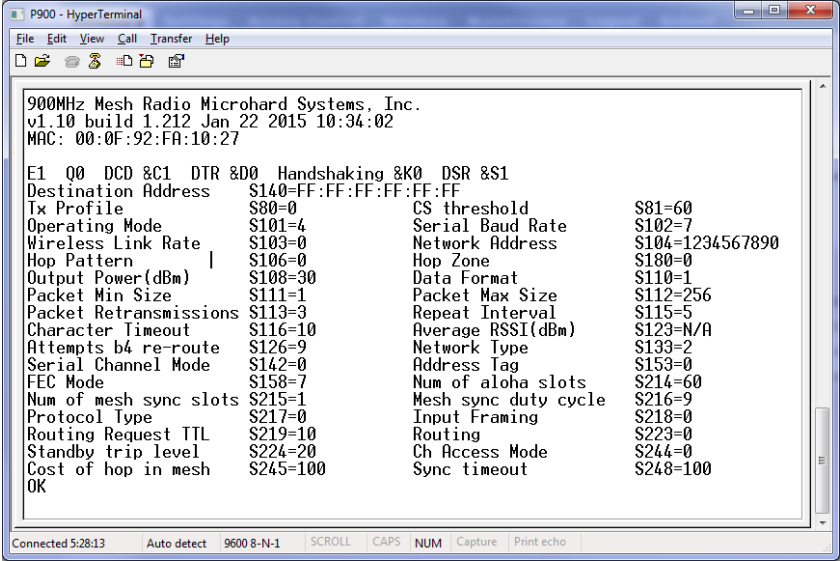 P900 - HyperTerminal
File Edit View Call Transfer Help
900MHz Mesh Radio Microhard Systems, Inc.
v1.10 build 1.212 Jan 22 2015 10:34:02
MAC: 00:0F:92:FA:10:27
E1 Q0 DCD &C1 DTR &D0 Handshaking &K0 DSR &S1
Destination Address S140=FF:FF:FF:FF:FF:FF
Tx Profile S80=0 CS threshold S81=60
Operating Mode S101=4 Serial Baud Rate S102=7
Wireless Link Rate S103=0 Network Address S104=1234567890
Hop Pattern S106=0 Hop Zone S180=0
Output Power(dBm) S108=30 Data Format S110=1
Packet Min Size S111=1 Packet Max Size S112=256
Packet Retransmissions S113=3 Repeat Interval S115=5
Character Timeout S116=10 Average RSSI(dBm) S123=N/A
Attempts b4 re-route S126=9 Network Type S133=2
Serial Channel Mode S142=0 Address Tag S153=0
FEC Mode S158=7 Num of aloha slots S214=60
Num of mesh sync slots S215=1 Mesh sync duty cycle S216=9
Protocol Type S217=0 Input Framing S218=0
Routing Request TTL S219=10 Routing S223=0
Standby trip level S224=20 Ch Access Mode S244=0
Cost of hop in mesh S245=100 Sync timeout S248=100
OK
Connected 5:28:13 Auto detect 9600 8-N-1 SCROLL CAPS NUM Capture Print echo